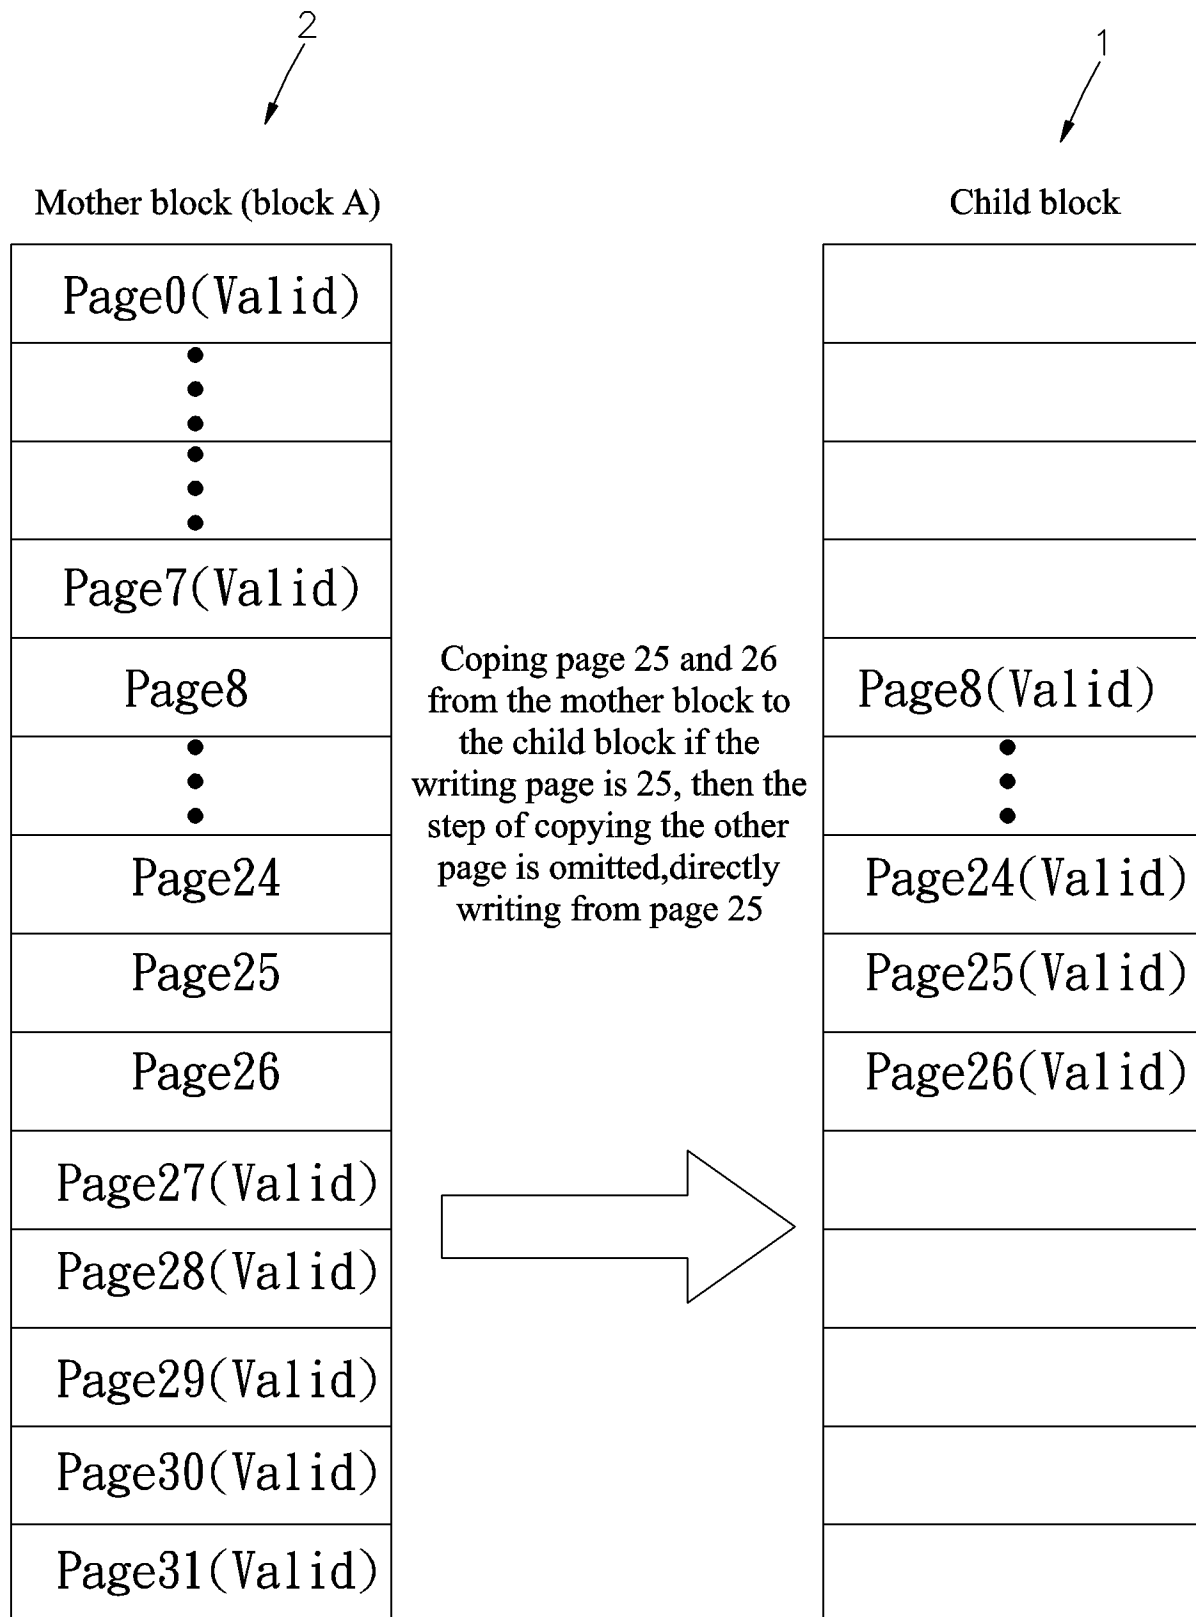 2
1
Mother block (block A)
Child block
Page0(Valid)
Page7(Valid)
Page8
Page24
Page25
Page26
Page27(Valid)
Page28(Valid)
Page29(Valid)
Page30(Valid)
Page31(Valid)
Coping page 25 and 26
from the mother block to
the child block if the
writing page is 25, then the
step of copying the other
page is omitted,directly
writing from page 25
Page8(Valid)
Page24(Valid)
Page25(Valid)
Page26(Valid)